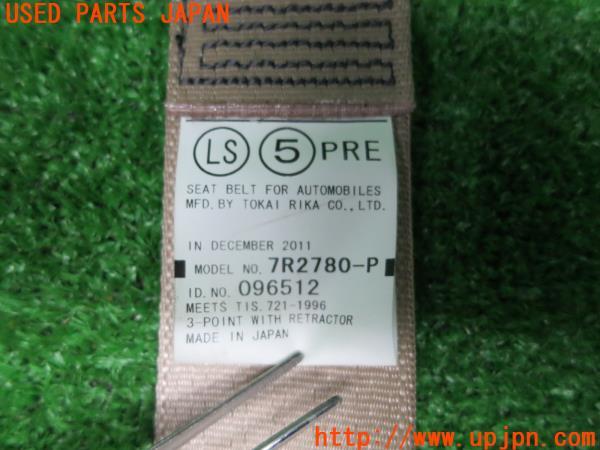 USED PARTS JAPAN
LS 5 PRE
SEAT BELT FOR AUTOMOBILES
MFD. BY TOKAI RIKA CO., LTD.
IN DECEMBER 2011
MODEL NO. 7R2780-P
ID. NO. 096512
MEETS TIS. 721-1996
3-POINT WITH RETRACTOR
MADE IN JAPAN
http://www.upjpn.com/